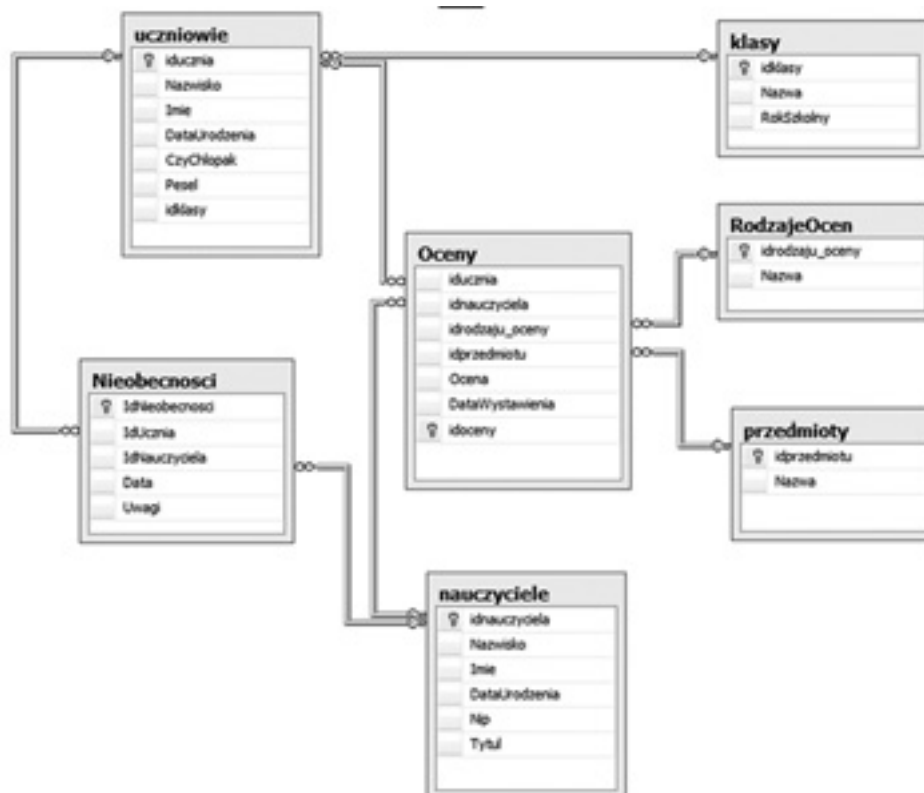 uczniowie
iducznia
Nazwisko
Imie
DataUrodzenia
CzyChlopak
Pesel
idklasy
klasy
idklasy
Nazwa
RokSzkolny
RodzajeOcen
idrodzaju_oceny
Nazwa
Oceny
iducznia
idnauczyciela
idrodzaju_oceny
idprzedmiotu
Ocena
DataWystawienia
idoceny
Nieobecnosci
IdNieobecnosci
IdUcznia
IdNauczyciela
Data
Uwagi
przedmioty
idprzedmiotu
Nazwa
nauczyciele
idnauczyciela
Nazwisko
Imie
DataUrodzenia
Nip
Tytul